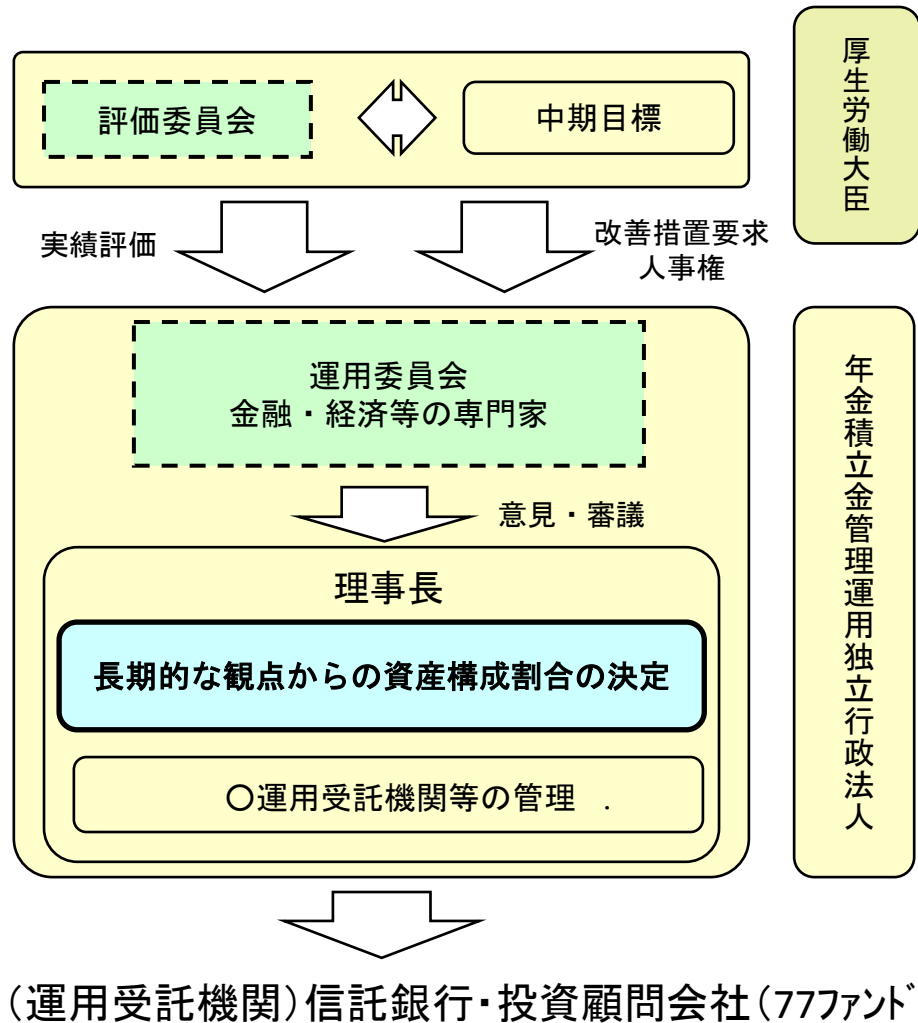 評価委員会
中期目標
厚生労働大臣
実績評価
改善措置要求
人事権
運用委員会
金融・経済等の専門家
意見・審議
理事長
長期的な観点からの資産構成割合の決定
〇運用受託機関等の管理　.
年金積立金管理運用独立行政法人
(運用受託機関)信託銀行・投資顧問会社(77ﾌｧﾝﾄﾞ